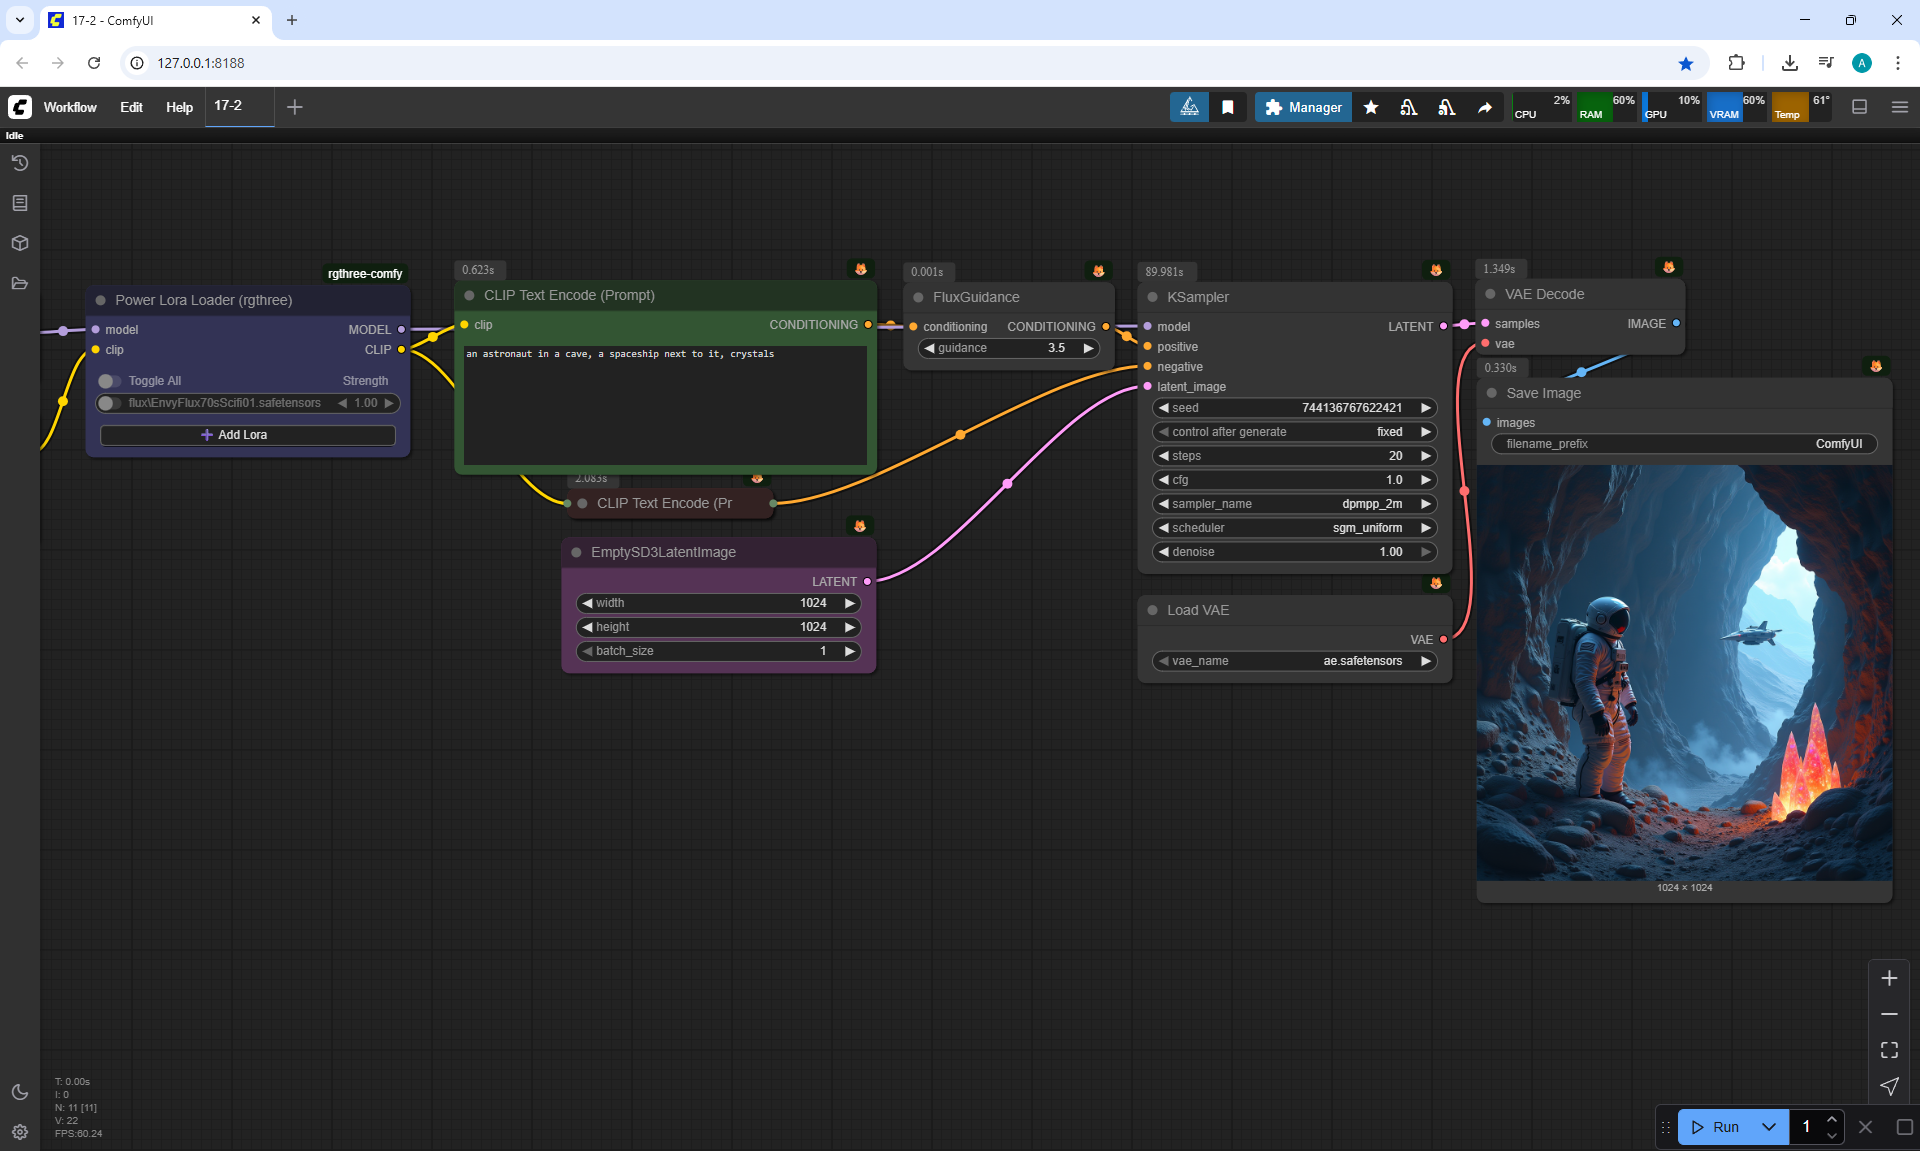 17-2 - ComfyUI
127.0.0.1:8188
A
Workflow Edit Help 17-2
Manager
CPU 2% RAM 60% GPU 10% VRAM 60% Temp 61°
Idle
rgthree-comfy
Power Lora Loader (rgthree)
model MODEL
clip CLIP
Toggle All Strength
flux\EnvyFlux70sScifi01.safetensors 1.00
Add Lora
0.623s
CLIP Text Encode (Prompt)
clip CONDITIONING
an astronaut in a cave, a spaceship next to it, crystals
2.083s
CLIP Text Encode (Pr
EmptySD3LatentImage
LATENT
width 1024
height 1024
batch_size 1
0.001s
FluxGuidance
conditioning CONDITIONING
guidance 3.5
89.981s
KSampler
model LATENT
positive
negative
latent_image
seed 744136767622421
control after generate fixed
steps 20
cfg 1.0
sampler_name dpmpp_2m
scheduler sgm_uniform
denoise 1.00
Load VAE
VAE
vae_name ae.safetensors
1.349s
VAE Decode
samples IMAGE
vae
0.330s
Save Image
images
filename_prefix ComfyUI
1024 × 1024
T: 0.00s
I: 0
N: 11 [11]
V: 22
FPS:60.24
Run 1